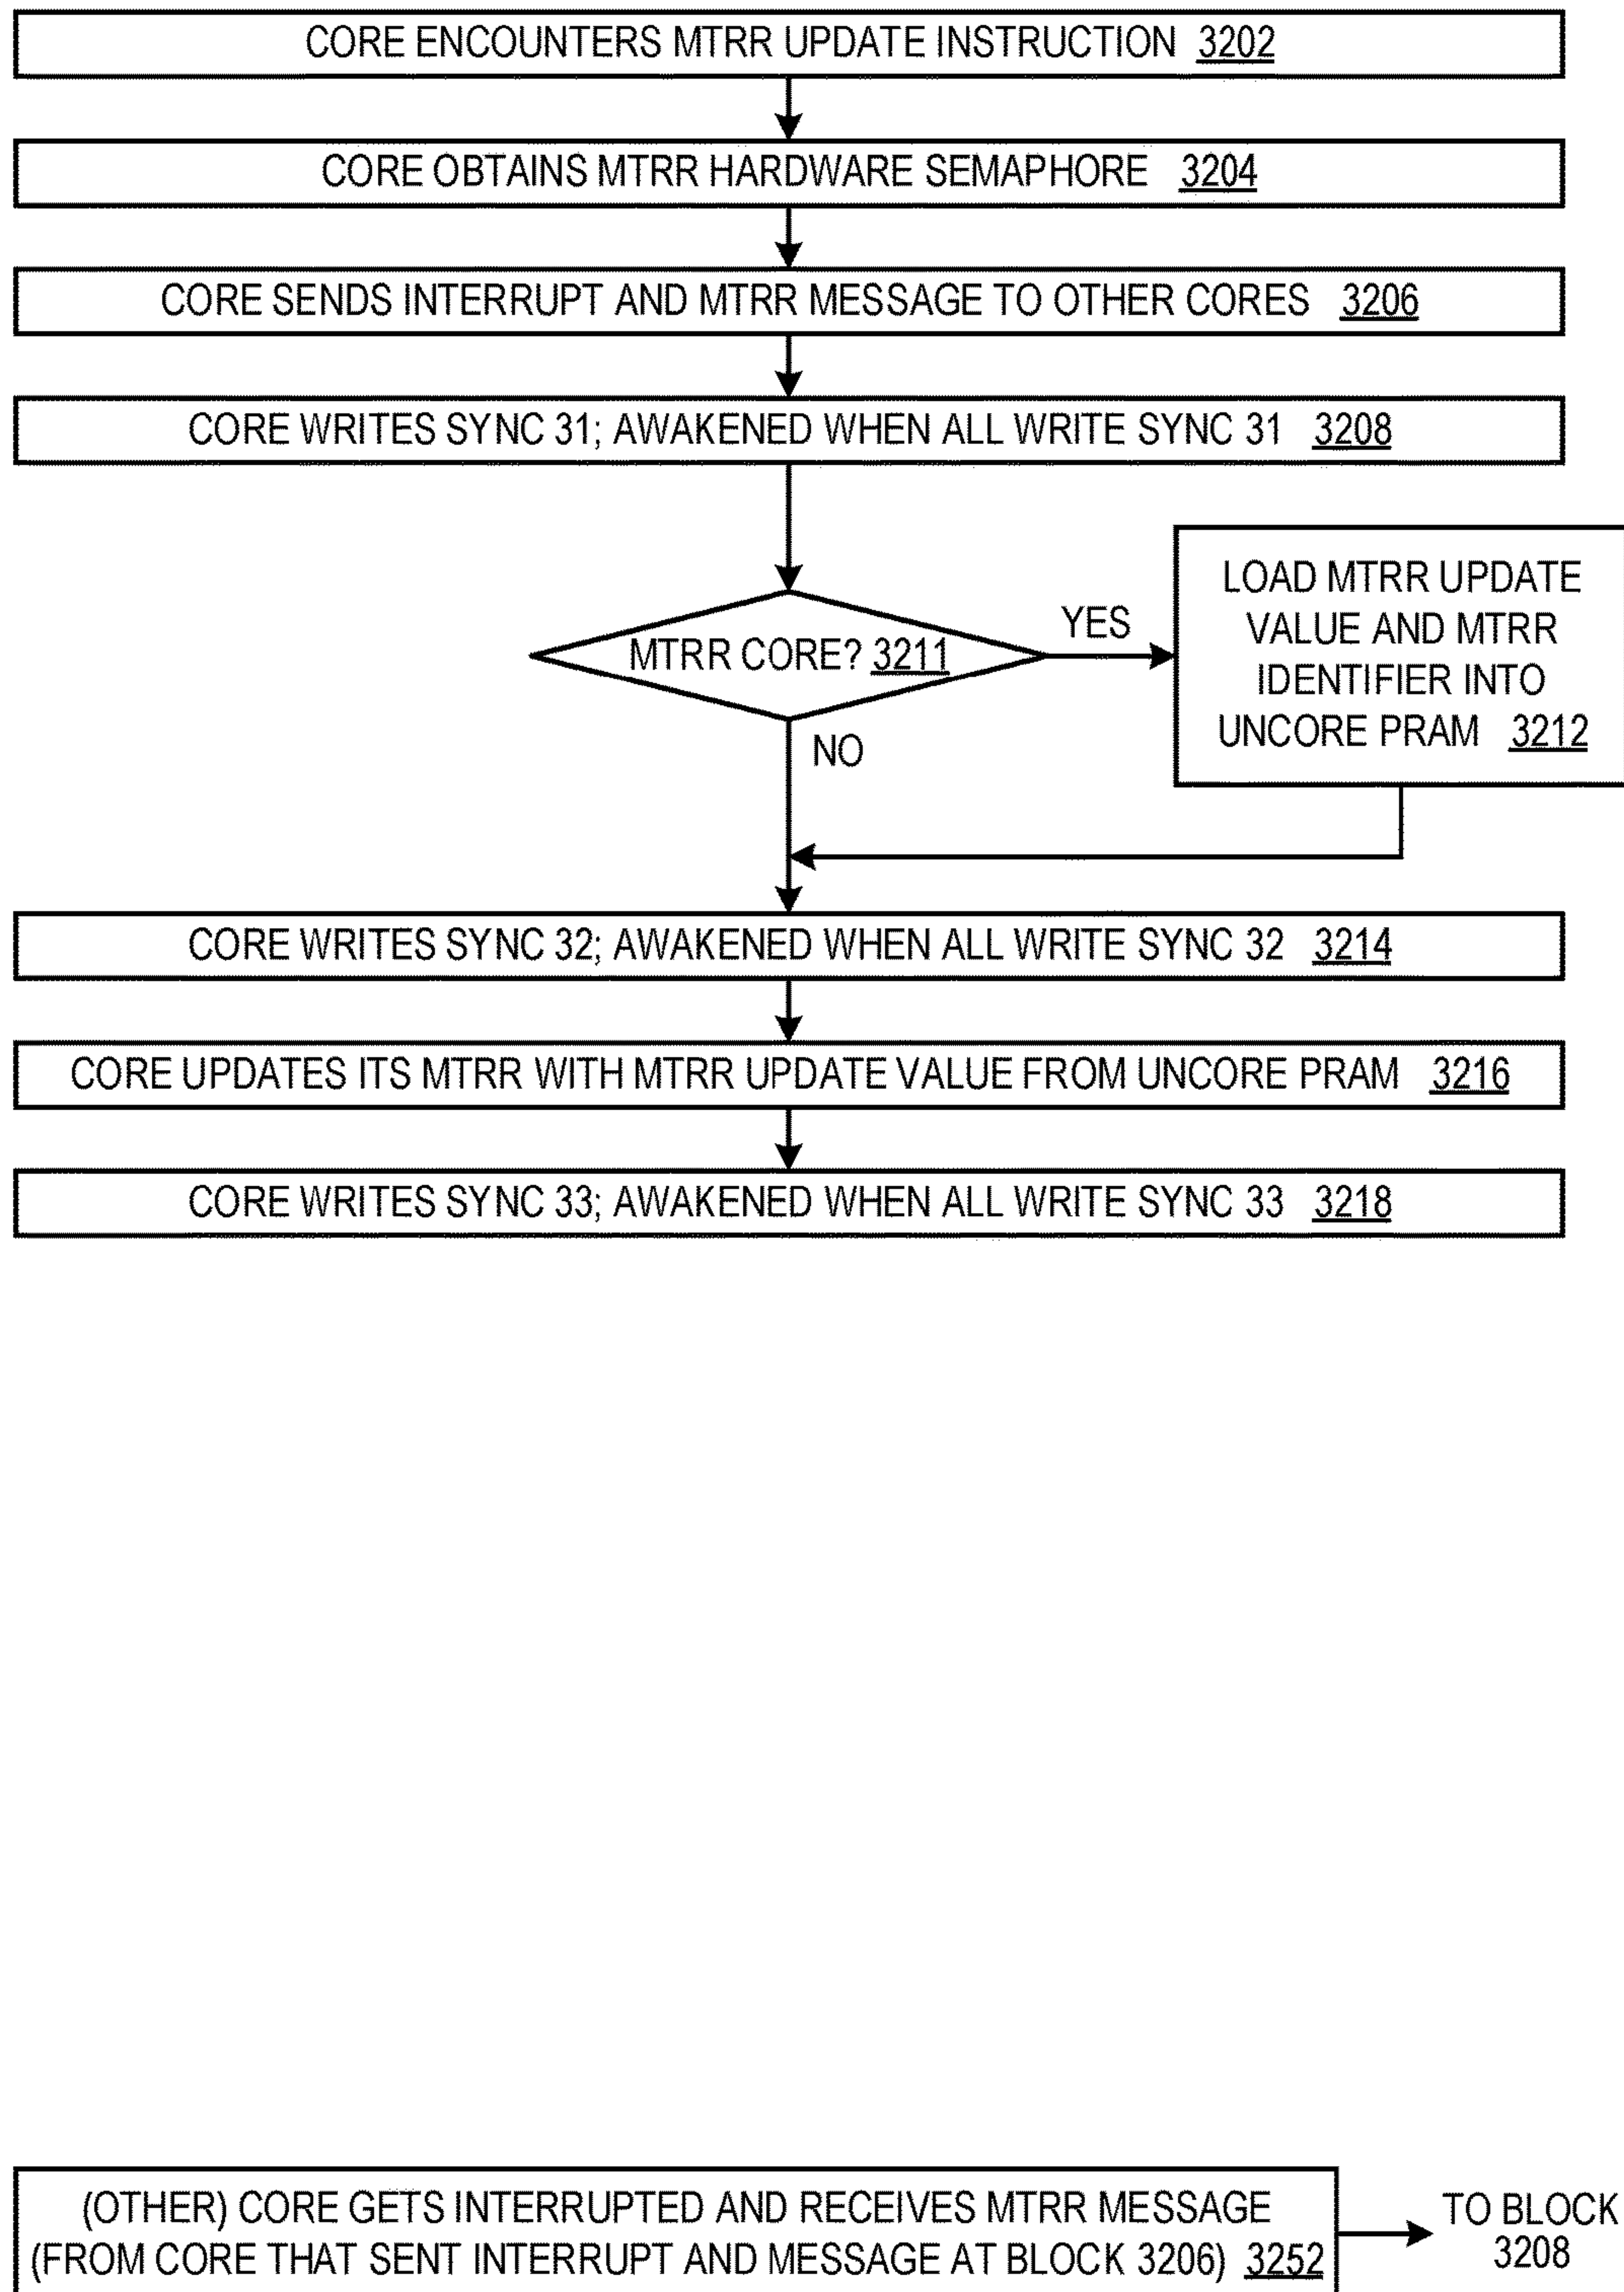 CORE ENCOUNTERS MTRR UPDATE INSTRUCTION 3202
CORE OBTAINS MTRR HARDWARE SEMAPHORE 3204
CORE SENDS INTERRUPT AND MTRR MESSAGE TO OTHER CORES 3206
CORE WRITES SYNC 31; AWAKENED WHEN ALL WRITE SYNC 31 3208
MTRR CORE? 3211
YES
LOAD MTRR UPDATE
VALUE AND MTRR
IDENTIFIER INTO
UNCORE PRAM 3212
NO
CORE WRITES SYNC 32; AWAKENED WHEN ALL WRITE SYNC 32 3214
CORE UPDATES ITS MTRR WITH MTRR UPDATE VALUE FROM UNCORE PRAM 3216
CORE WRITES SYNC 33; AWAKENED WHEN ALL WRITE SYNC 33 3218
(OTHER) CORE GETS INTERRUPTED AND RECEIVES MTRR MESSAGE
(FROM CORE THAT SENT INTERRUPT AND MESSAGE AT BLOCK 3206) 3252
TO BLOCK
3208